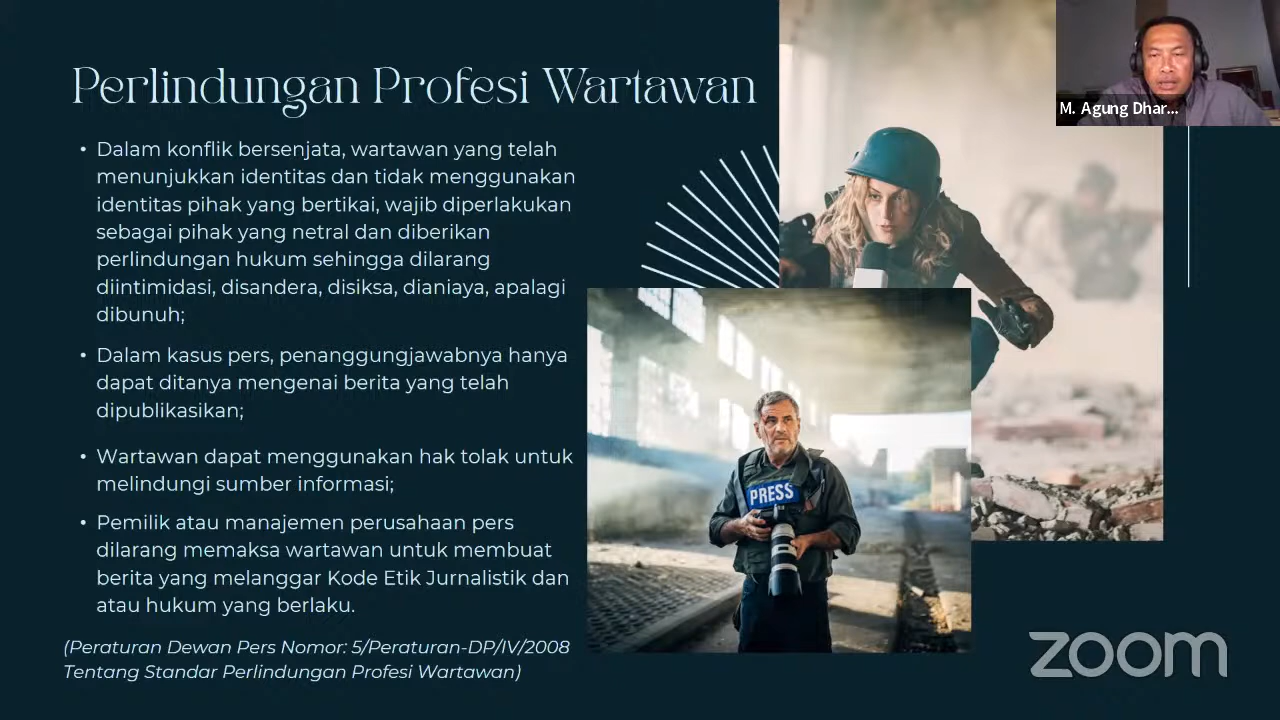 Perlindungan Profesi Wartawan
• Dalam konflik bersenjata, wartawan yang telah
menunjukkan identitas dan tidak menggunakan
identitas pihak yang bertikai, wajib diperlakukan
sebagai pihak yang netral dan diberikan
perlindungan hukum sehingga dilarang
diintimidasi, disandera, disiksa, dianiaya, apalagi
dibunuh;
• Dalam kasus pers, penanggungjawabnya hanya
dapat ditanya mengenai berita yang telah
dipublikasikan;
• Wartawan dapat menggunakan hak tolak untuk
melindungi sumber informasi;
• Pemilik atau manajemen perusahaan pers
dilarang memaksa wartawan untuk membuat
berita yang melanggar Kode Etik Jurnalistik dan
atau hukum yang berlaku.
(Peraturan Dewan Pers Nomor: 5/Peraturan-DP/IV/2008
Tentang Standar Perlindungan Profesi Wartawan)
M. Agung Dhar...
PRESS
zoom